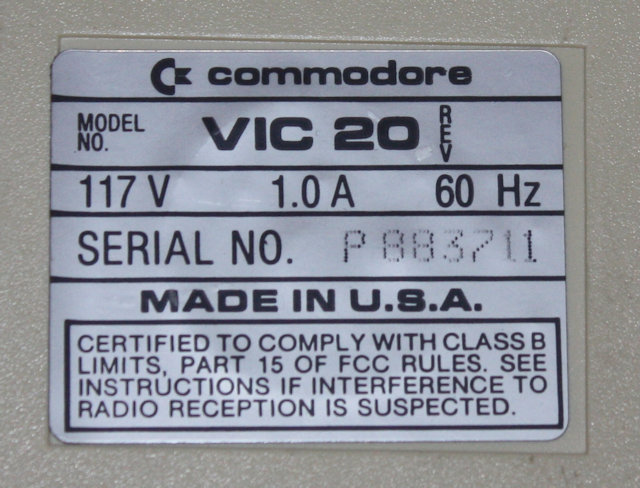 commodore
MODEL NO. VIC 20 REV
117 V 1.0 A 60 Hz
SERIAL NO. P 883711
MADE IN U.S.A.
CERTIFIED TO COMPLY WITH CLASS B
LIMITS, PART 15 OF FCC RULES. SEE
INSTRUCTIONS IF INTERFERENCE TO
RADIO RECEPTION IS SUSPECTED.